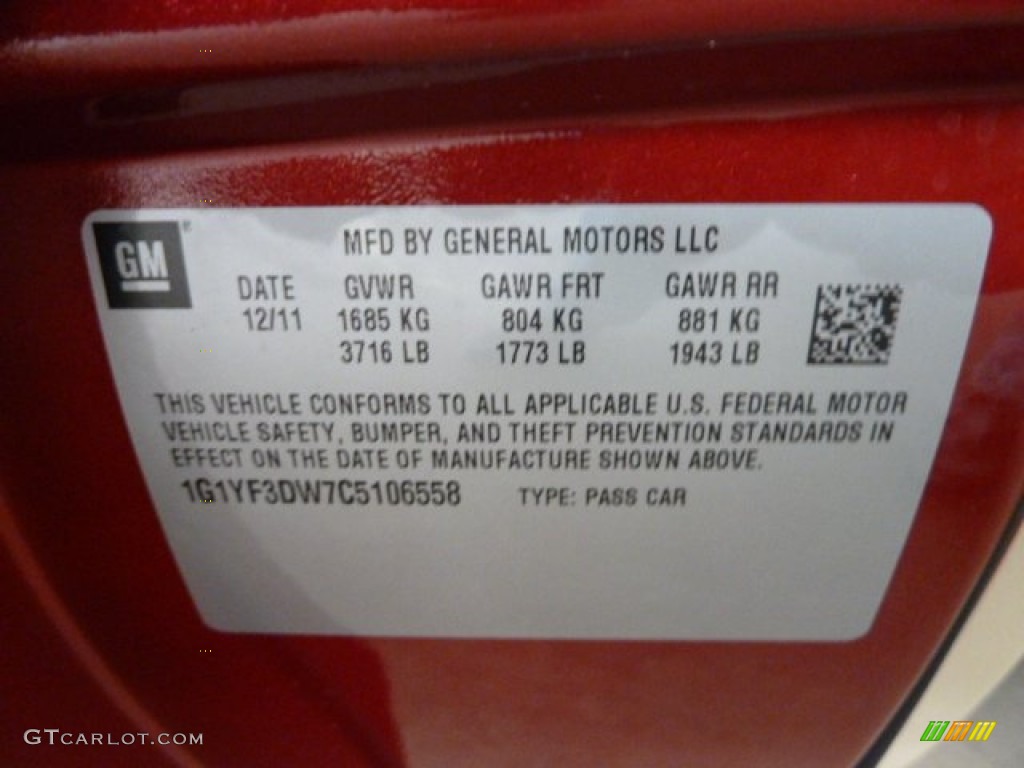 GM
MFD BY GENERAL MOTORS LLC
DATE GVWR GAWR FRT GAWR RR
12/11 1685 KG 804 KG 881 KG
3716 LB 1773 LB 1943 LB
THIS VEHICLE CONFORMS TO ALL APPLICABLE U.S. FEDERAL MOTOR
VEHICLE SAFETY, BUMPER, AND THEFT PREVENTION STANDARDS IN
EFFECT ON THE DATE OF MANUFACTURE SHOWN ABOVE.
1G1YF3DW7C5106558 TYPE: PASS CAR
GTCARLOT.COM